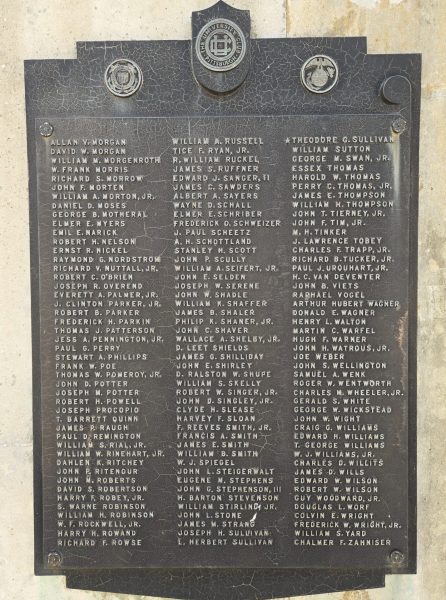 THE UNIVERSITY CLUB
PITTSBURGH
ALLAN V. MORGAN
DAVID W. MORGAN
WILLIAM M. MORGENROTH
W. FRANK MORRIS
RICHARD S. MORROW
JOHN F. MORTEN
WILLIAM A. MORTON, JR.
DANIEL D. MOSES
GEORGE B. MOTHERAL
ELMER E. MYERS
EMIL E. NARICK
ROBERT H. NELSON
ERNST R. NICKEL
RAYMOND G. NORDSTROM
RICHARD V. NUTTALL, JR.
ROBERT C. O'BRIEN
JOSEPH R. OVEREND
EVERETT A. PALMER, JR.
J. CLINTON PARKER, JR.
ROBERT B. PARKER
FREDERICK H. PARKIN
THOMAS J. PATTERSON
JESS A. PENNINGTON, JR.
PAUL G. PERRY
STEWART A. PHILLIPS
FRANK W. POE
THOMAS W. POMEROY, JR.
JOHN D. POTTER
JOSEPH M. POTTER
ROBERT H. POWELL
JOSEPH PROCOPIO
T. BARRETT QUINN
JAMES P. RAUGH
PAUL D. REMINGTON
WILLIAM S. RIAL, JR.
WILLIAM W. RINEHART, JR.
DAHLEN K. RITCHEY
JOHN P. RITENOUR
JOHN M. ROBERTS
DAVID S. ROBERTSON
HARRY F. ROBEY, JR.
S. WARNE ROBINSON
WILLIAM H. ROBINSON
W. F. ROCKWELL, JR.
HARRY H. ROWAND
RICHARD F. ROWSE
WILLIAM A. RUSSELL
TICE F. RYAN, JR.
R. WILLIAM RUCKEL
JAMES S. RUFFNER
EDWARD J. SANGER, II
JAMES C. SAWDERS
ALBERT A. SAYERS
WAYNE D. SCHALL
ELMER E. SCHRIBER
FREDERICK O. SCHWEIZER
J. PAUL SCHEETZ
A. H. SCHOTTLAND
STANLEY H. SCOTT
JOHN P. SCULLY
WILLIAM A. SEIFERT, JR.
JOHN E. SELDEN
JOSEPH W. SERENE
JOHN W. SHADLE
WILLIAM K. SHAFFER
JAMES B. SHALER
PHILIP K. SHANER, JR.
JOHN C. SHAVER
WALLACE A. SHELBY, JR.
D. LEET SHIELDS
JAMES G. SHILLIDAY
JOHN E. SHIRLEY
D. RALSTON W. SHUPE
WILLIAM S. SKELLY
ROBERT W. SINGER, JR.
JOHN D. SINGLEY, JR.
CLYDE H. SLEASE
HARVEY F. SLOAN
F. REEVES SMITH, JR.
FRANCIS A. SMITH
JAMES E. SMITH
WILLIAM B. SMITH
W. J. SPIEGEL
JOHN L. STEIGERWALT
EUGENE M. STEPHENS
JOHN G. STEPHENSON, III
H. BARTON STEVENSON
WILLIAM STIRLING, JR.
JOHN L. STONE
JAMES M. STRANG
JOSEPH H. SULLIVAN
L. HERBERT SULLIVAN
★THEODORE G. SULLIVAN
WILLIAM SUTTON
GEORGE M. SWAN, JR.
ESSEX THOMAS
HAROLD W. THOMAS
PERRY C. THOMAS, JR.
JAMES E. THOMPSON
WILLIAM H. THOMPSON
JOHN T. TIERNEY, JR.
JOHN F. TIM, JR.
M. H. TINKER
J. LAWRENCE TOBEY
CHARLES F. TRAPP, JR.
RICHARD B. TUCKER, JR.
PAUL J. URQUHART, JR.
H. C. VAN DEVENTER
JOHN B. VIETS
RAPHAEL VOGEL
ARTHUR HUBERT WAGNER
DONALD E. WAGNER
HENRY L. WALTON
MARTIN C. WARFEL
HUGH F. WARNER
JOHN H. WATROUS, JR.
JOE WEBER
JOHN S. WELLINGTON
SAMUEL A. WENK
ROGER W. WENTWORTH
CHARLES M. WHEELER, JR.
GERALD S. WHITE
GEORGE W. WICKSTEAD
JOHN W. WIGHT
CRAIG G. WILLIAMS
EDWARD H. WILLIAMS
T. GEORGE WILLIAMS
W. J. WILLIAMS, JR.
CHARLES D. WILLITS
JAMES D. WILLS
EDWARD W. WILSON
ROBERT W. WILSON
GUY WOODWARD, JR.
DOUGLAS L. WORF
COLVIN E. WRIGHT
FREDERICK W. WRIGHT, JR.
WILLIAM S. YARD
CHALMER F. ZAHNISER